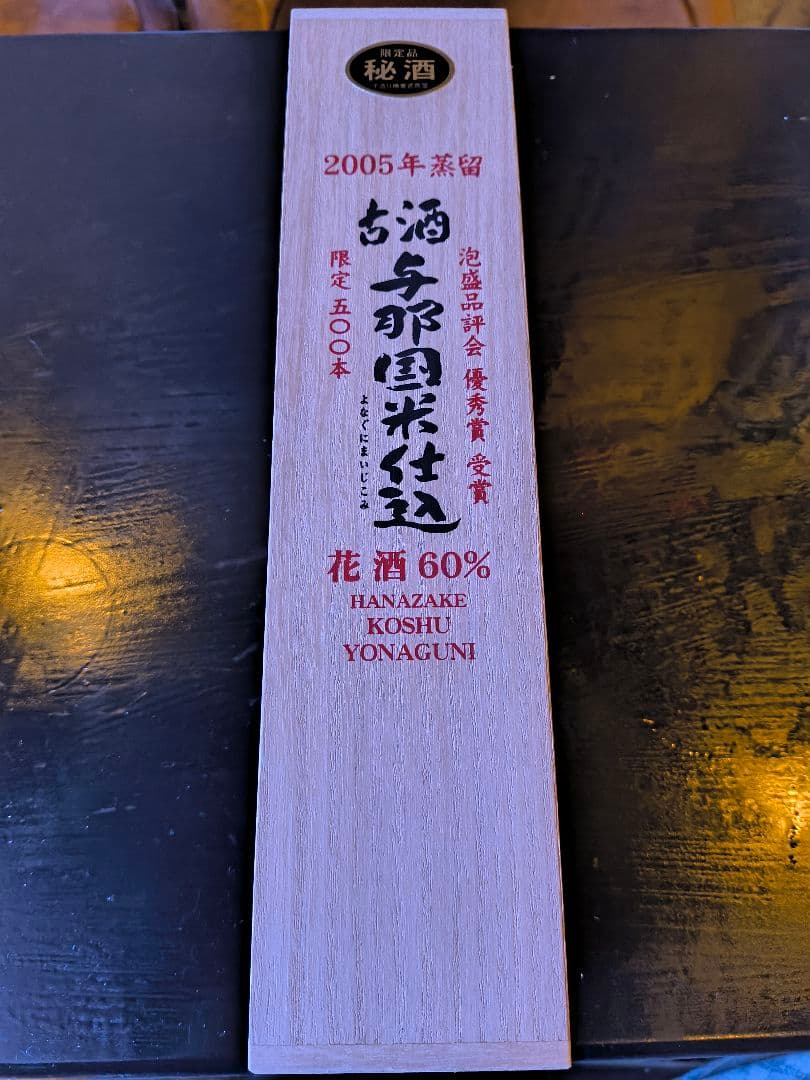 限定品
秘酒
2005年蒸留
古酒
与那国米仕込
よなぐにまいじこみ
泡盛品評会 優秀賞 受賞
限定 五〇〇本
花酒 60%
HANAZAKE
KOSHU
YONAGUNI